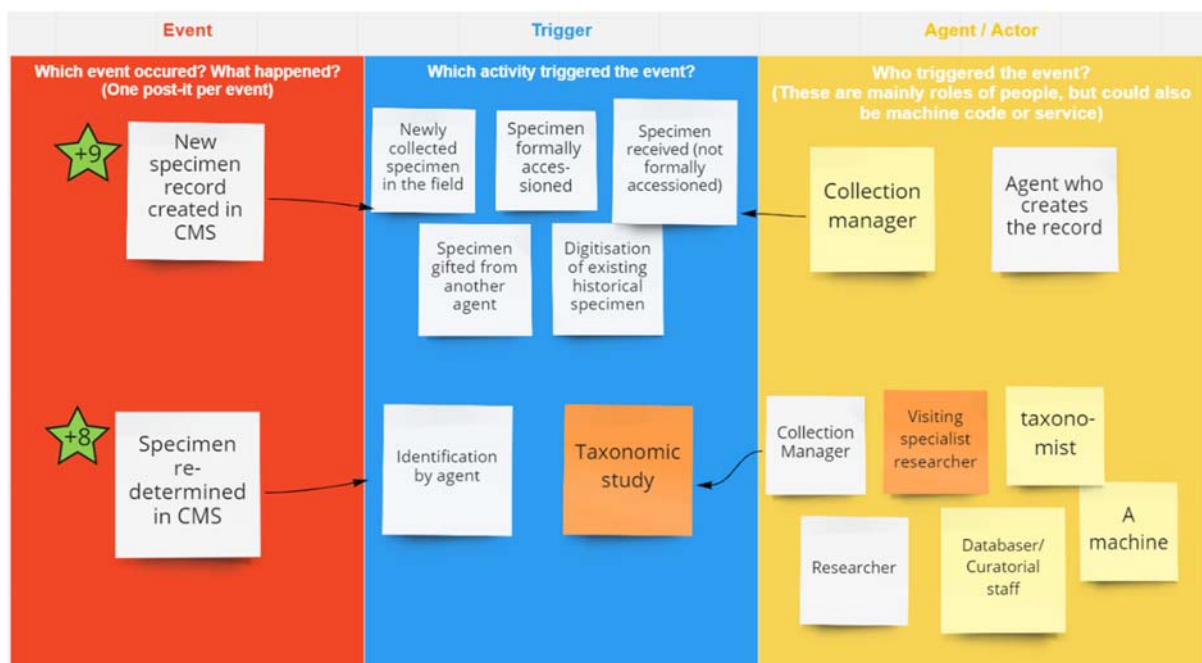 Event
Trigger
Agent / Actor
Which event occured? What happened?
(One post-it per event)
Which activity triggered the event?
Who triggered the event?
(These are mainly roles of people, but could also
be machine code or service)
+9
New
specimen
record
created in
CMS
Newly
collected
specimen
in the field
Specimen
formally
acces-
sioned
Specimen
received (not
formally
accessioned)
Specimen
gifted from
another
agent
Digitisation
of existing
historical
specimen
Collection
manager
Agent who
creates
the record
+8
Specimen
re-
determined
in CMS
Identification
by agent
Taxonomic
study
Collection
Manager
Visiting
specialist
researcher
taxono-
mist
Researcher
Databaser/
Curatorial
staff
A
machine